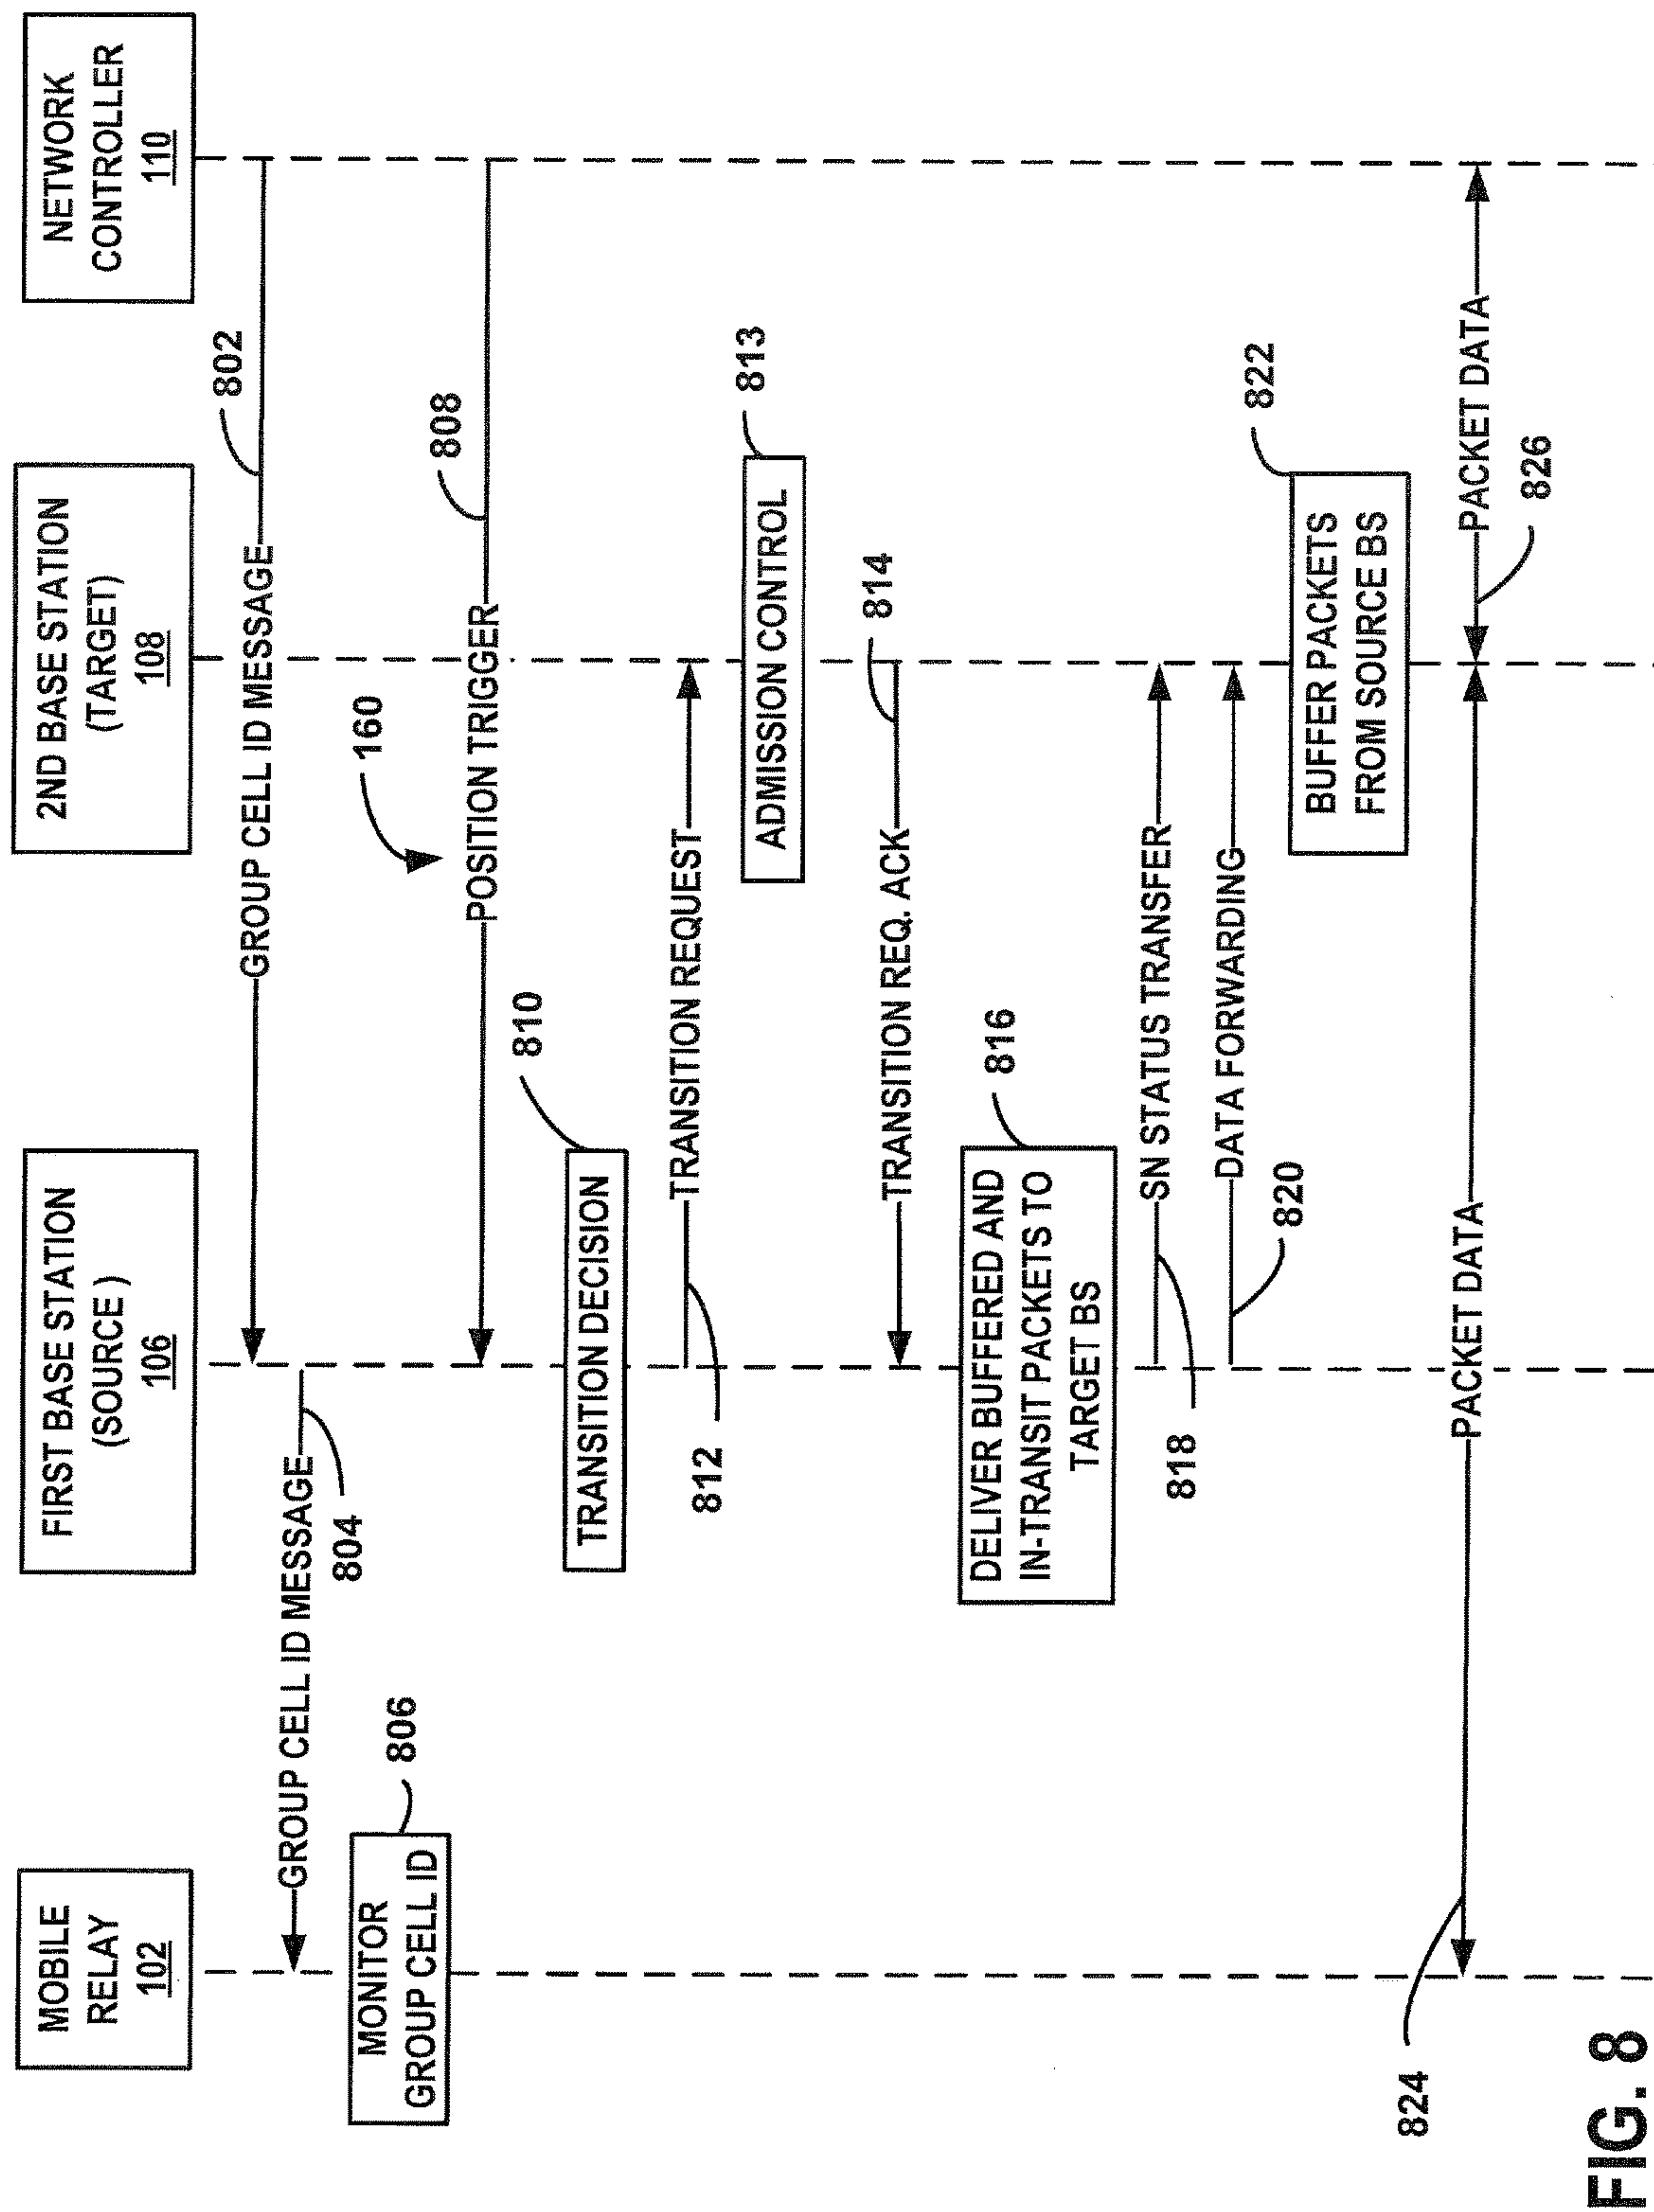 MOBILE
RELAY
102
FIRST BASE STATION
(SOURCE )
106
2ND BASE STATION
(TARGET)
108
NETWORK
CONTROLLER
110
GROUP CELL ID MESSAGE
802
GROUP CELL ID MESSAGE
804
MONITOR
GROUP CELL ID
806
160
POSITION TRIGGER
808
TRANSITION DECISION
810
TRANSITION REQUEST
812
ADMISSION CONTROL
813
TRANSITION REQ. ACK
814
DELIVER BUFFERED AND
IN-TRANSIT PACKETS TO
TARGET BS
816
SN STATUS TRANSFER
818
DATA FORWARDING
820
BUFFER PACKETS
FROM SOURCE BS
822
PACKET DATA
824
PACKET DATA
826
FIG. 8